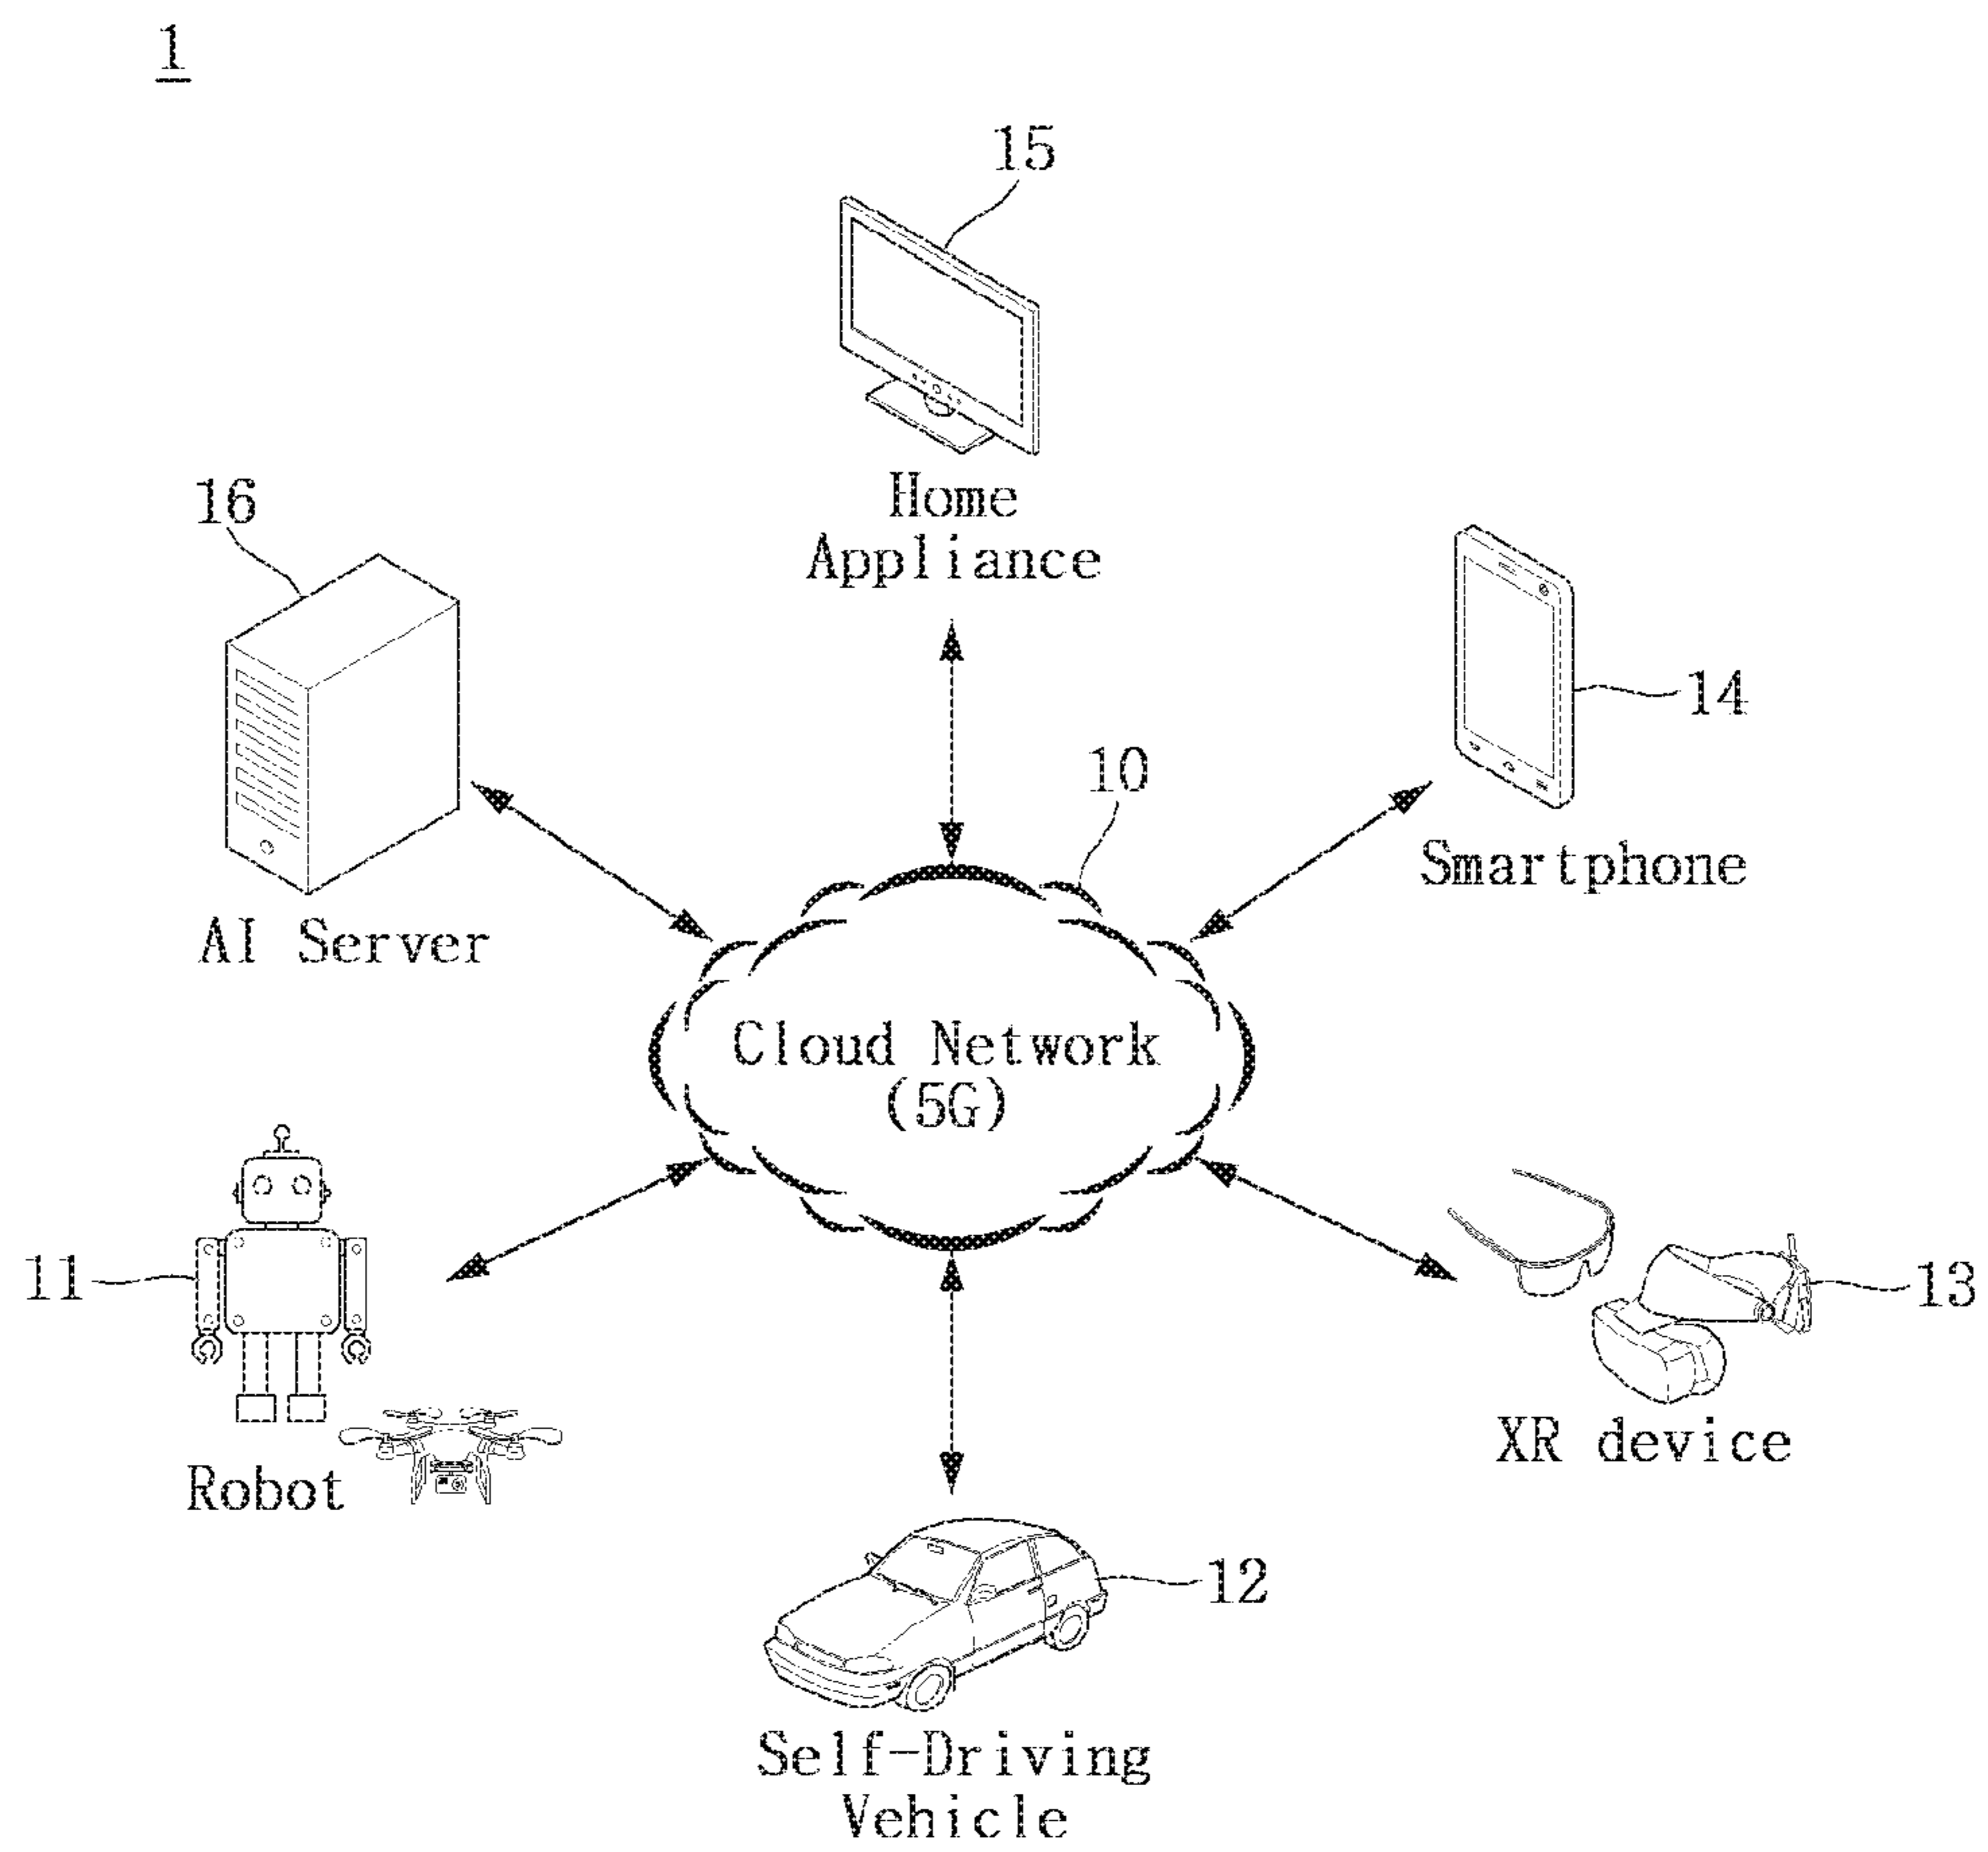 1
15
Home
Appliance
16
14
Smartphone
10
AI Server
Cloud Network
(5G)
11
Robot
13
XR device
12
Self-Driving
Vehicle